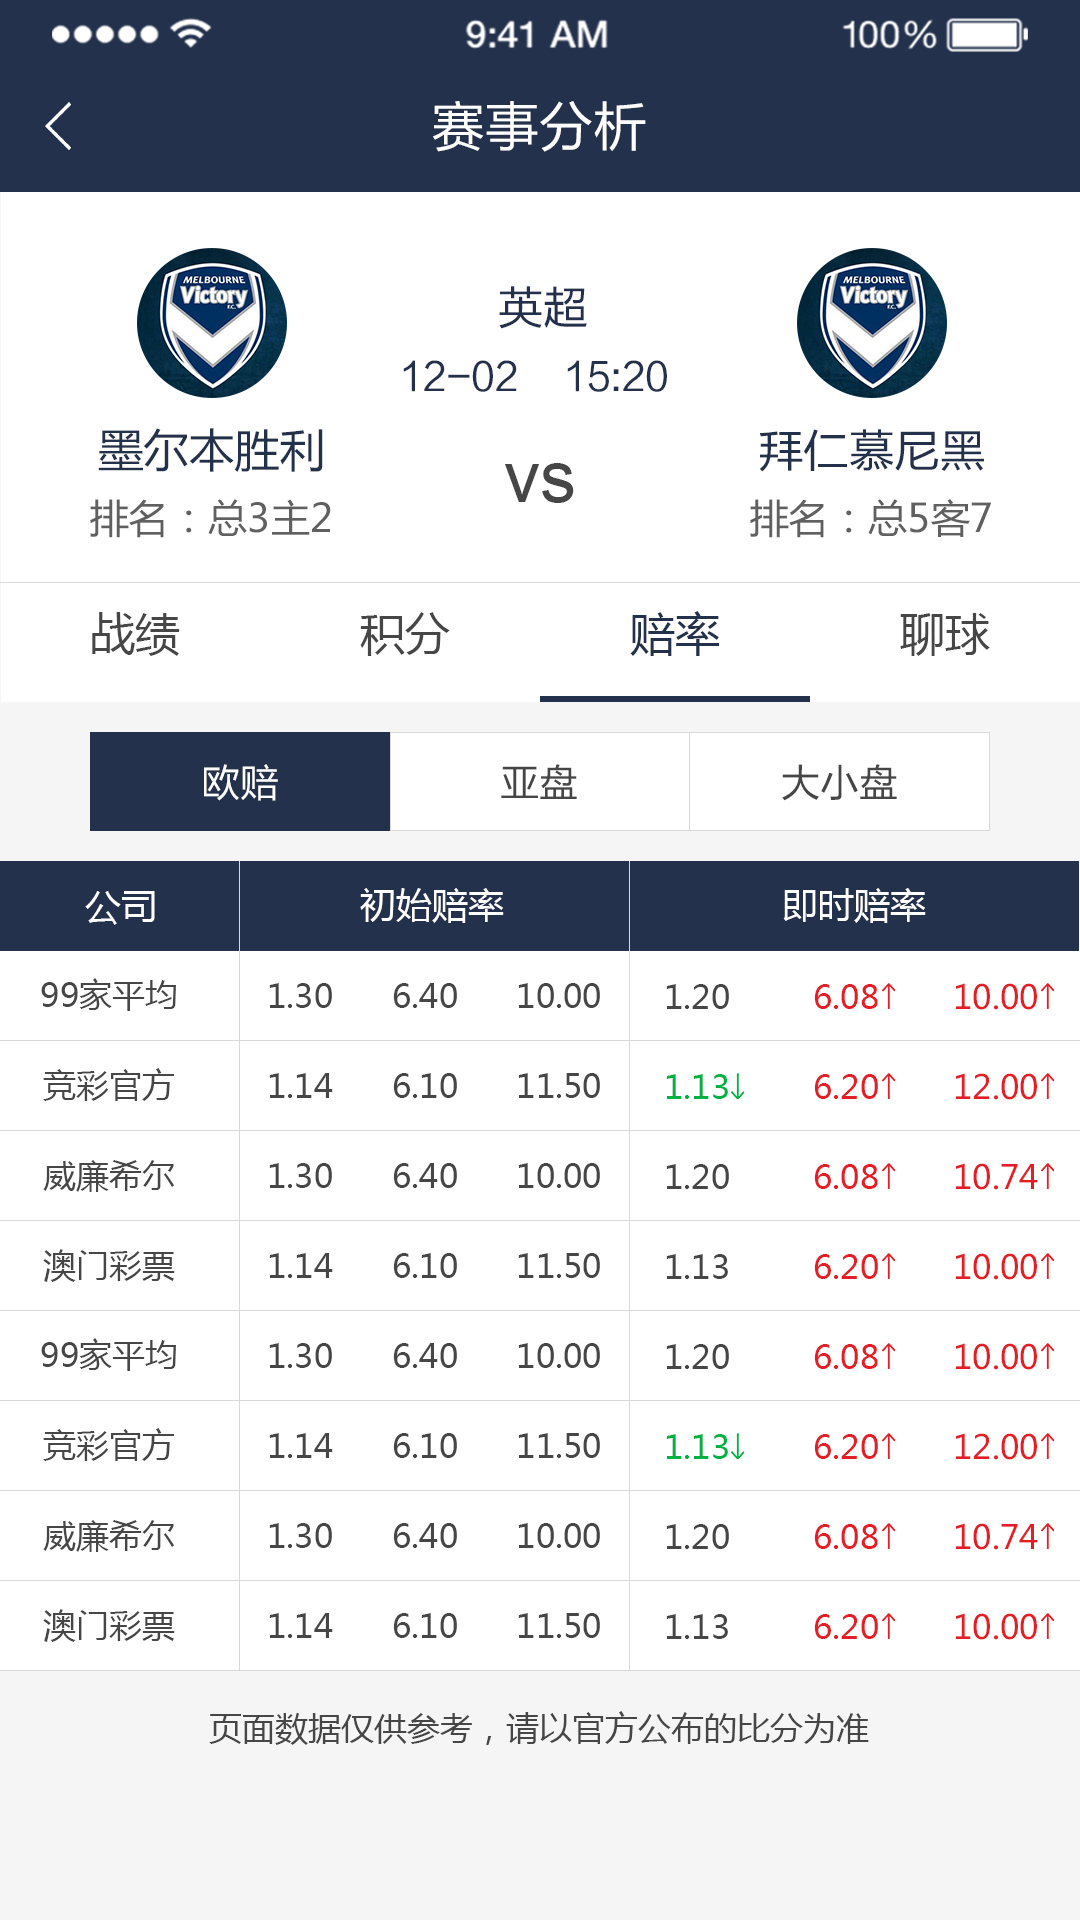 9:41 AM 100%
赛事分析
MELBOURNE
Victory
F.C.
MELBOURNE
Victory
F.C.
英超
12-02 15:20
墨尔本胜利 vs 拜仁慕尼黑
排名：总3主2 排名：总5客7
战绩 积分 赔率 聊球
欧赔 亚盘 大小盘
公司 初始赔率 即时赔率
99家平均 1.30 6.40 10.00 1.20 6.08↑ 10.00↑
竞彩官方 1.14 6.10 11.50 1.13↓ 6.20↑ 12.00↑
威廉希尔 1.30 6.40 10.00 1.20 6.08↑ 10.74↑
澳门彩票 1.14 6.10 11.50 1.13 6.20↑ 10.00↑
99家平均 1.30 6.40 10.00 1.20 6.08↑ 10.00↑
竞彩官方 1.14 6.10 11.50 1.13↓ 6.20↑ 12.00↑
威廉希尔 1.30 6.40 10.00 1.20 6.08↑ 10.74↑
澳门彩票 1.14 6.10 11.50 1.13 6.20↑ 10.00↑
页面数据仅供参考，请以官方公布的比分为准